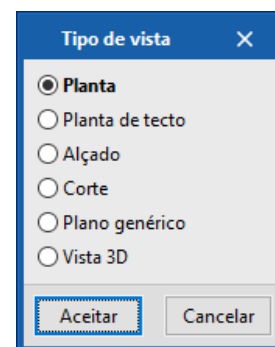 Tipo de vista
Planta
Planta de tecto
Alçado
Corte
Plano genérico
Vista 3D
Aceitar Cancelar